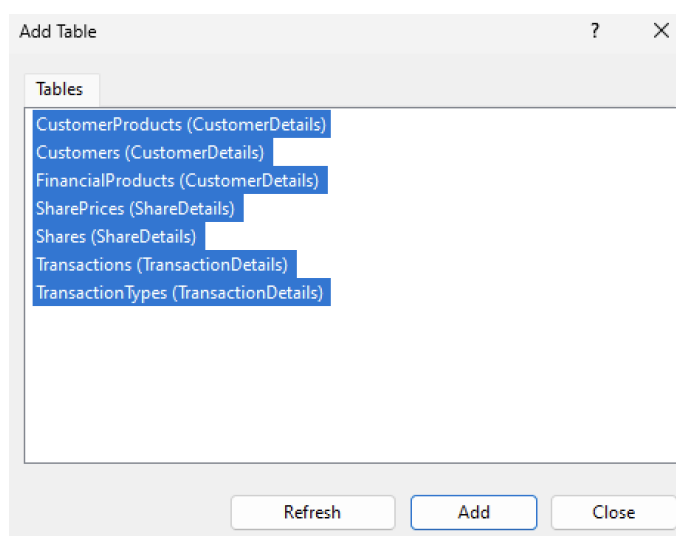 Add Table ?
Tables
CustomerProducts (CustomerDetails)
Customers (CustomerDetails)
FinancialProducts (CustomerDetails)
SharePrices (ShareDetails)
Shares (ShareDetails)
Transactions (TransactionDetails)
TransactionTypes (TransactionDetails)
Refresh Add Close